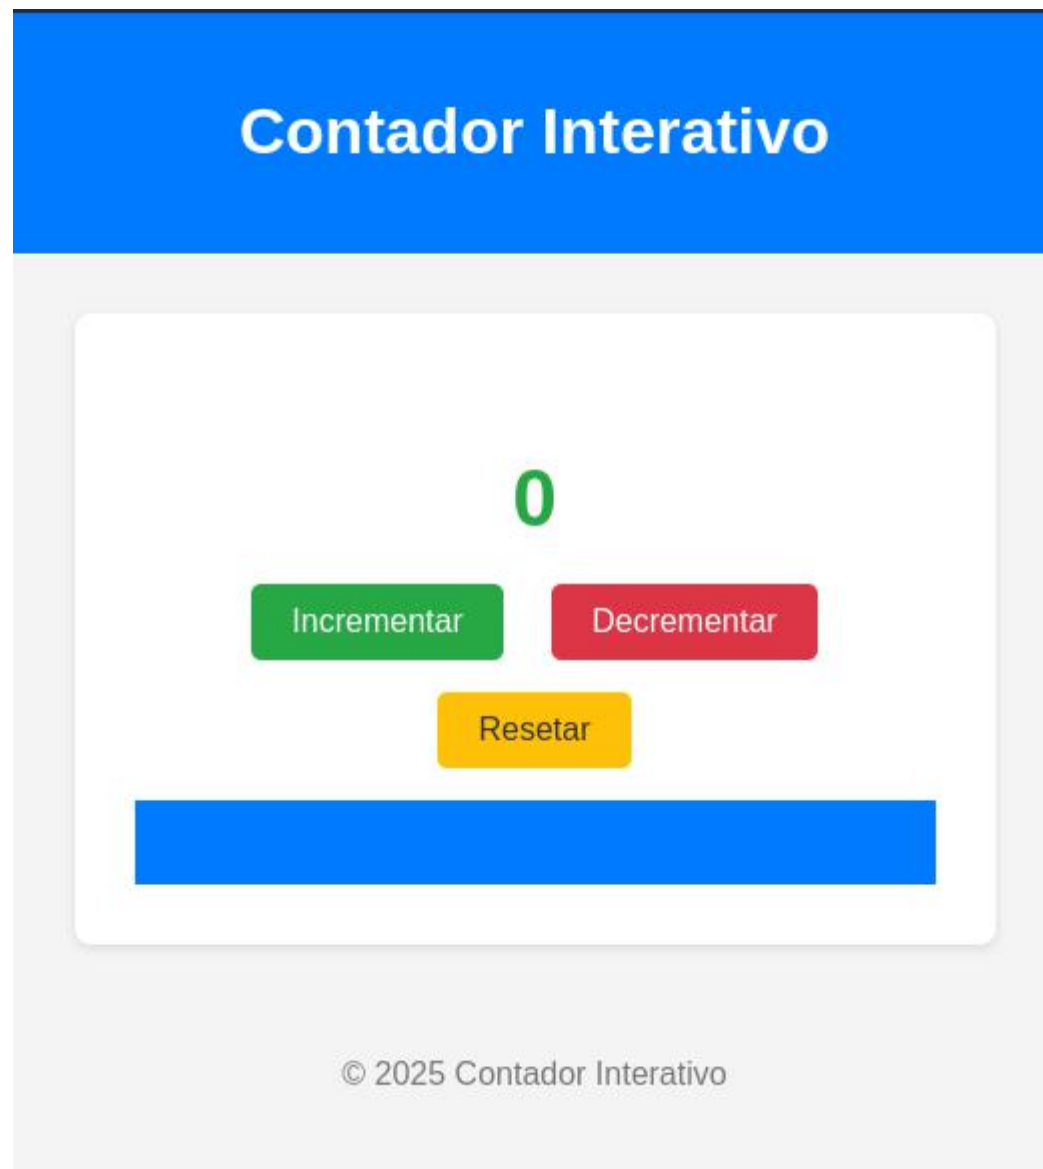 Contador Interativo
0
Incrementar
Decrementar
Resetar
© 2025 Contador Interativo